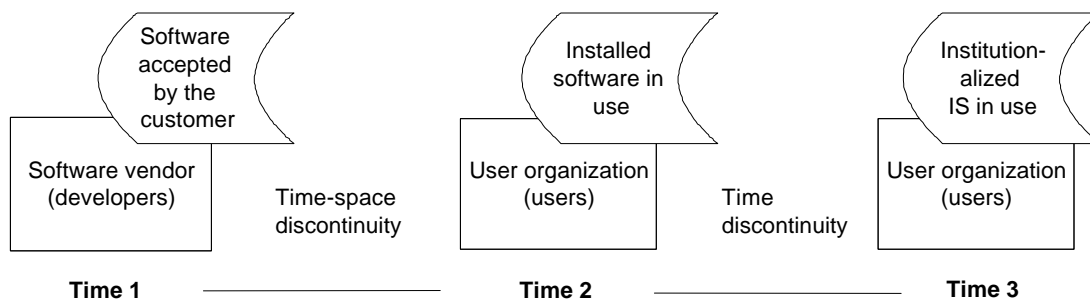 Software
accepted
by the
customer
Software vendor
(developers)
Time-space
discontinuity
Installed
software in
use
User organization
(users)
Time
discontinuity
Institution-
alized
IS in use
User organization
(users)
Time 1
Time 2
Time 3